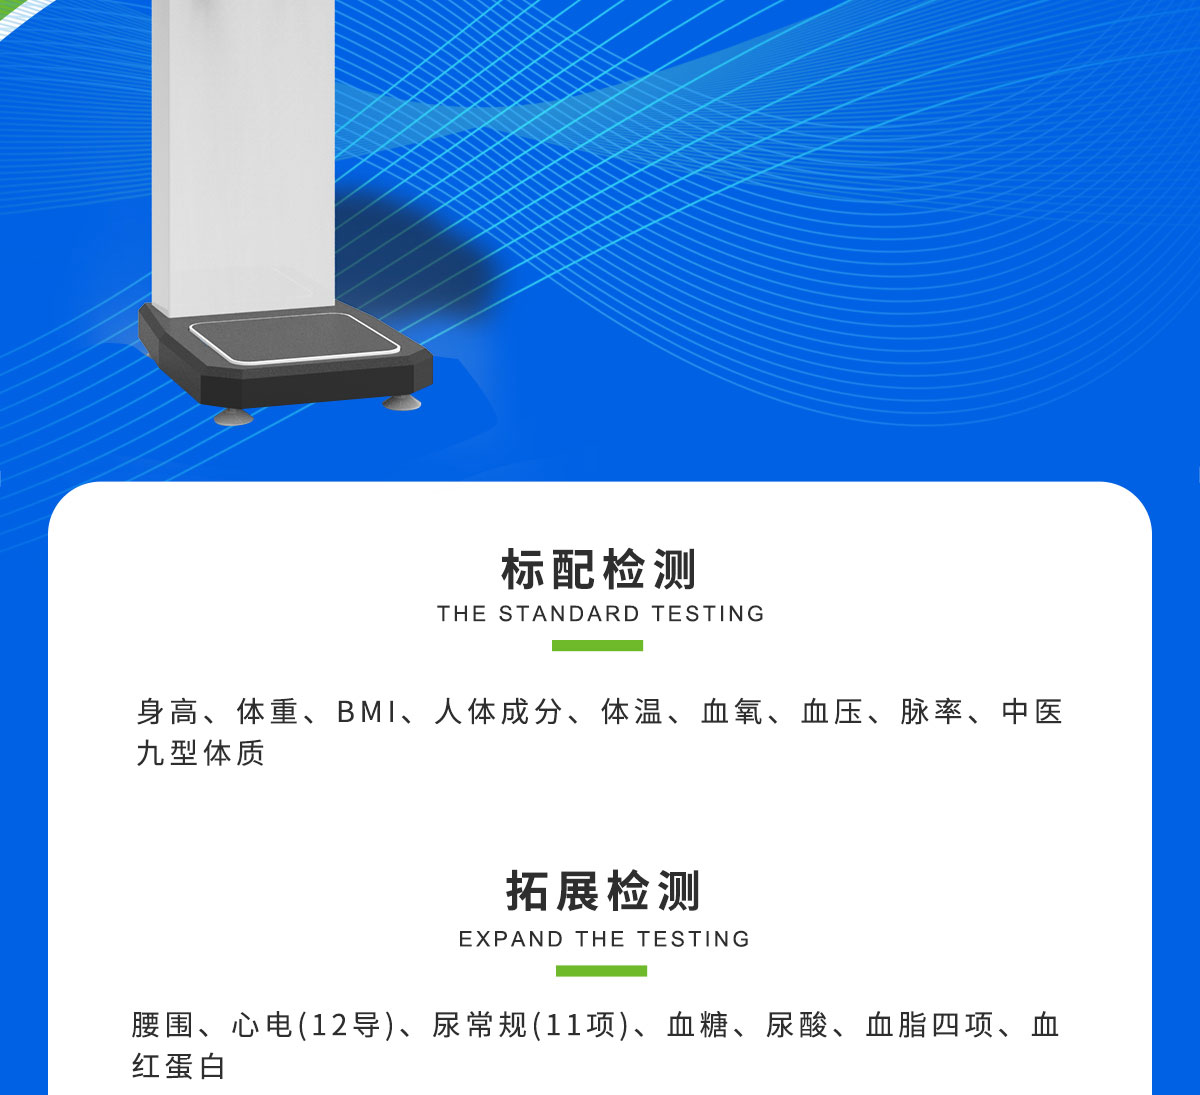 标配检测
THE STANDARD TESTING
身高、体重、BMI、人体成分、体温、血氧、血压、脉率、中医
九型体质
拓展检测
EXPAND THE TESTING
腰围、心电(12导)、尿常规(11项)、血糖、尿酸、血脂四项、血
红蛋白